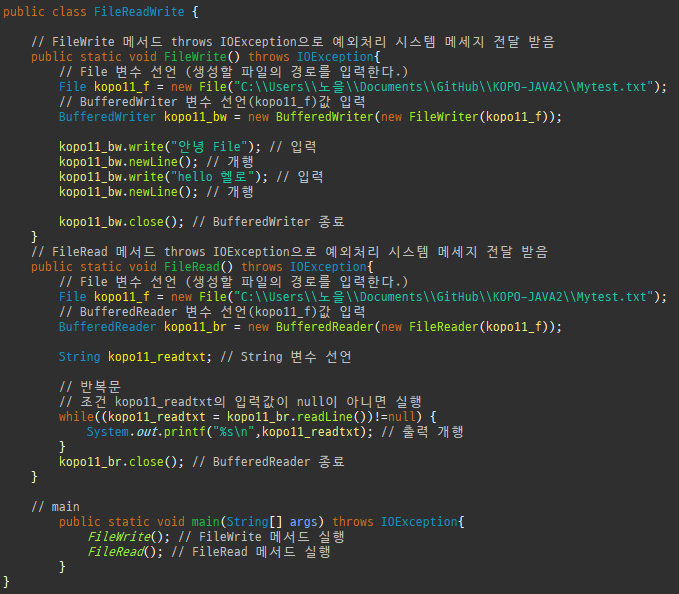 public class FileReadWrite {
// FileWrite 메서드 throws IOException으로 예외처리 시스템 메세지 전달 받음
public static void FileWrite() throws IOException{
// File 변수 선언 (생성할 파일의 경로를 입력한다.)
File kopo11_f = new File("C:\\Users\\노을\\Documents\\GitHub\\KOPO-JAVA2\\Mytest.txt");
// BufferedWriter 변수 선언(kopo11_f)값 입력
BufferedWriter kopo11_bw = new BufferedWriter(new FileWriter(kopo11_f));
kopo11_bw.write("안녕 File"); // 입력
kopo11_bw.newLine(); // 개행
kopo11_bw.write("hello 헬로"); // 입력
kopo11_bw.newLine(); // 개행
kopo11_bw.close(); // BufferedWriter 종료
}
// FileRead 메서드 throws IOException으로 예외처리 시스템 메세지 전달 받음
public static void FileRead() throws IOException{
// File 변수 선언 (생성할 파일의 경로를 입력한다.)
File kopo11_f = new File("C:\\Users\\노을\\Documents\\GitHub\\KOPO-JAVA2\\Mytest.txt");
// BufferedReader 변수 선언(kopo11_f)값 입력
BufferedReader kopo11_br = new BufferedReader(new FileReader(kopo11_f));
String kopo11_readtxt; // String 변수 선언
// 반복문
// 조건 kopo11_readtxt의 입력값이 null이 아니면 실행
while((kopo11_readtxt = kopo11_br.readLine())!=null) {
System.out.printf("%s\n",kopo11_readtxt); // 출력 개행
}
kopo11_br.close(); // BufferedReader 종료
}
// main
public static void main(String[] args) throws IOException{
FileWrite(); // FileWrite 메서드 실행
FileRead(); // FileRead 메서드 실행
}
}